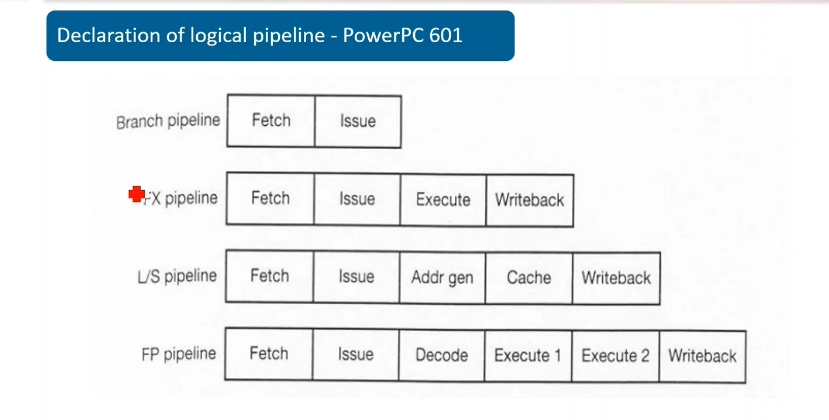 Declaration of logical pipeline - PowerPC 601
Branch pipeline Fetch Issue
FX pipeline Fetch Issue Execute Writeback
L/S pipeline Fetch Issue Addr gen Cache Writeback
FP pipeline Fetch Issue Decode Execute 1 Execute 2 Writeback